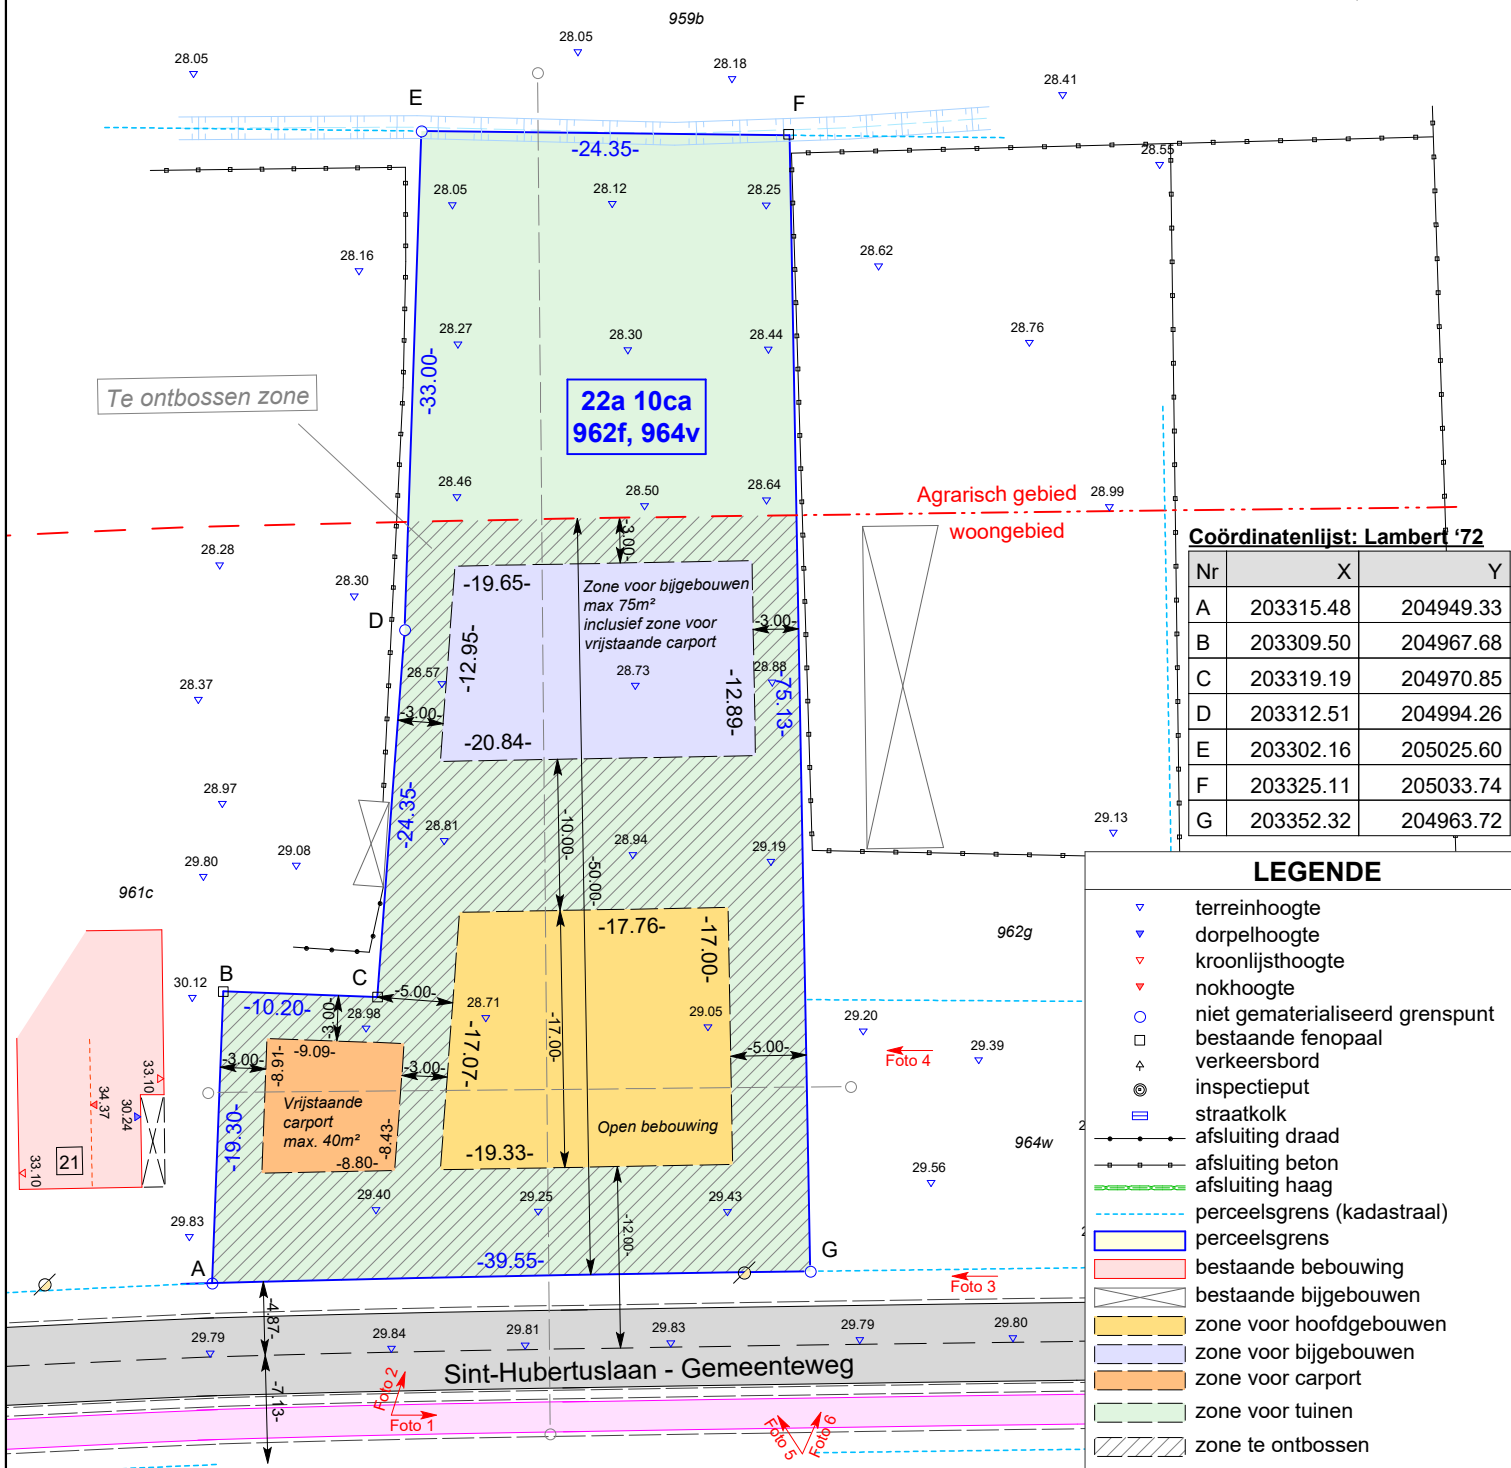 959b
28.05
28.05
28.18
28.41
E
F
-24.35-
28.55
28.05
28.12
28.25
28.16
28.62
28.27
28.30
28.44
28.76
-33.00-
Te ontbossen zone
22a 10ca
962f, 964v
28.46
28.50
28.64
Agrarisch gebied
28.99
woongebied
-3.00-
28.28
28.30
D
-19.65-
Zone voor bijgebouwen
max 75m²
inclusief zone voor
vrijstaande carport
-3.00-
-12.95-
28.57
28.73
28.88
-75.13-
-12.89-
28.37
-3.00-
-20.84-
Coördinatenlijst: Lambert '72
Nr X Y
A 203315.48 204949.33
B 203309.50 204967.68
C 203319.19 204970.85
D 203312.51 204994.26
E 203302.16 205025.60
F 203325.11 205033.74
G 203352.32 204963.72
28.97
-24.35-
28.81
-10.00-
28.94
29.19
29.13
29.80
29.08
-50.00-
961c
-17.76-
-17.00-
962g
30.12
B
C
-10.20-
-5.00-
-3.00-
28.98
28.71
29.05
29.20
-17.00-
-17.07-
-3.00-
-8.91-
-9.09-
-3.00-
-5.00-
Foto 4
29.39
33.10
34.37
30.24
Vrijstaande
carport
max. 40m²
-8.43-
-8.80-
Open bebouwing
964w
-19.30-
21
33.10
-19.33-
29.56
29.40
29.25
29.43
29.83
-12.00-
A
-39.55-
G
Foto 3
-4.87-
29.79
29.84
29.81
29.83
29.79
29.80
Sint-Hubertuslaan - Gemeenteweg
-7.13-
Foto 2
Foto 1
Foto 5
Foto 6
LEGENDE
terreinhoogte
dorpelhoogte
kroonlijsthoogte
nokhoogte
niet gematerialiseerd grenspunt
bestaande fenopaal
verkeersbord
inspectieput
straatkolk
afsluiting draad
afsluiting beton
afsluiting haag
perceelsgrens (kadastraal)
perceelsgrens
bestaande bebouwing
bestaande bijgebouwen
zone voor hoofdgebouwen
zone voor bijgebouwen
zone voor carport
zone voor tuinen
zone te ontbossen